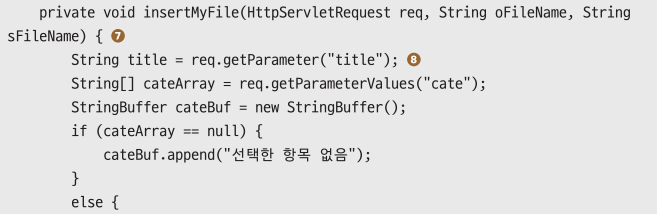 private void insertMyFile(HttpServletRequest req, String oFileName, String
sFileName) { ❼
        String title = req.getParameter("title"); ❽
        String[] cateArray = req.getParameterValues("cate");
        StringBuffer cateBuf = new StringBuffer();
        if (cateArray == null) {
            cateBuf.append("선택한 항목 없음");
        }
        else {